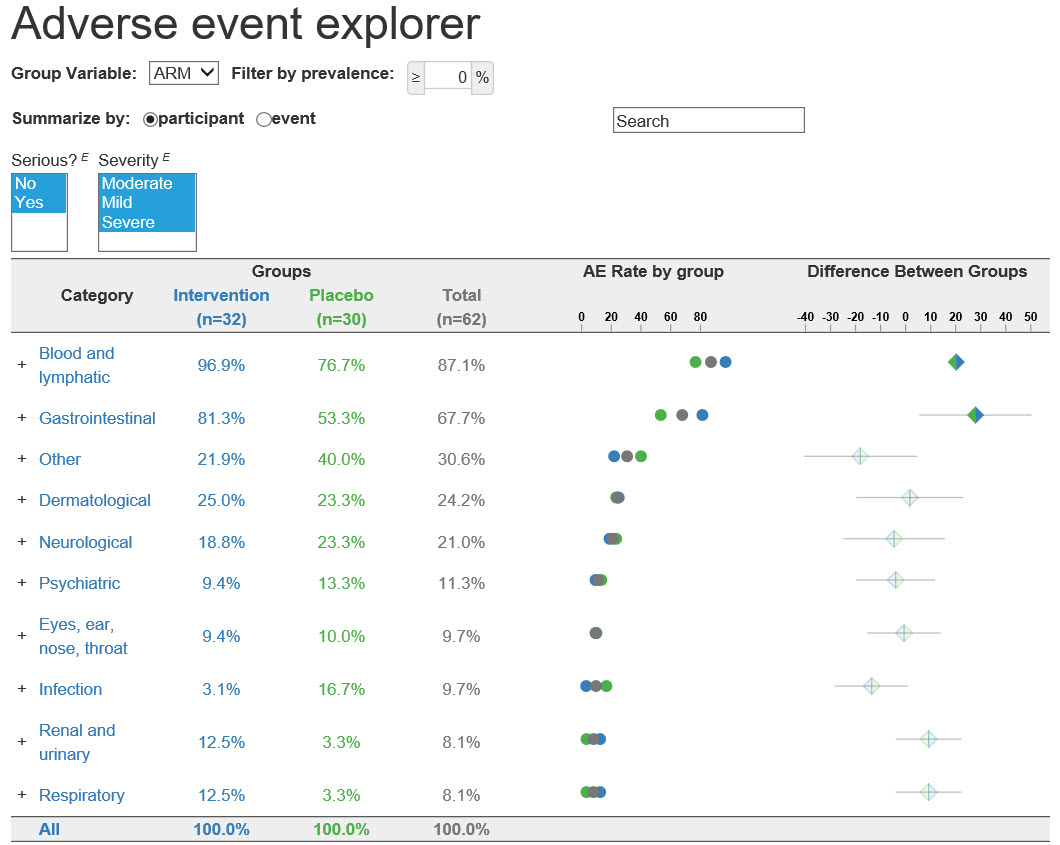 Adverse event explorer
Group Variable: ARM Filter by prevalence: ≥ 0 %
Summarize by: participant event Search
Serious? E Severity E
No Moderate
Yes Mild
Severe
Groups AE Rate by group Difference Between Groups
Category Intervention Placebo Total
(n=32) (n=30) (n=62) 0 20 40 60 80 -40 -30 -20 -10 0 10 20 30 40 50
+ Blood and
lymphatic 96.9% 76.7% 87.1%
+ Gastrointestinal 81.3% 53.3% 67.7%
+ Other 21.9% 40.0% 30.6%
+ Dermatological 25.0% 23.3% 24.2%
+ Neurological 18.8% 23.3% 21.0%
+ Psychiatric 9.4% 13.3% 11.3%
+ Eyes, ear,
nose, throat 9.4% 10.0% 9.7%
+ Infection 3.1% 16.7% 9.7%
+ Renal and
urinary 12.5% 3.3% 8.1%
+ Respiratory 12.5% 3.3% 8.1%
All 100.0% 100.0% 100.0%